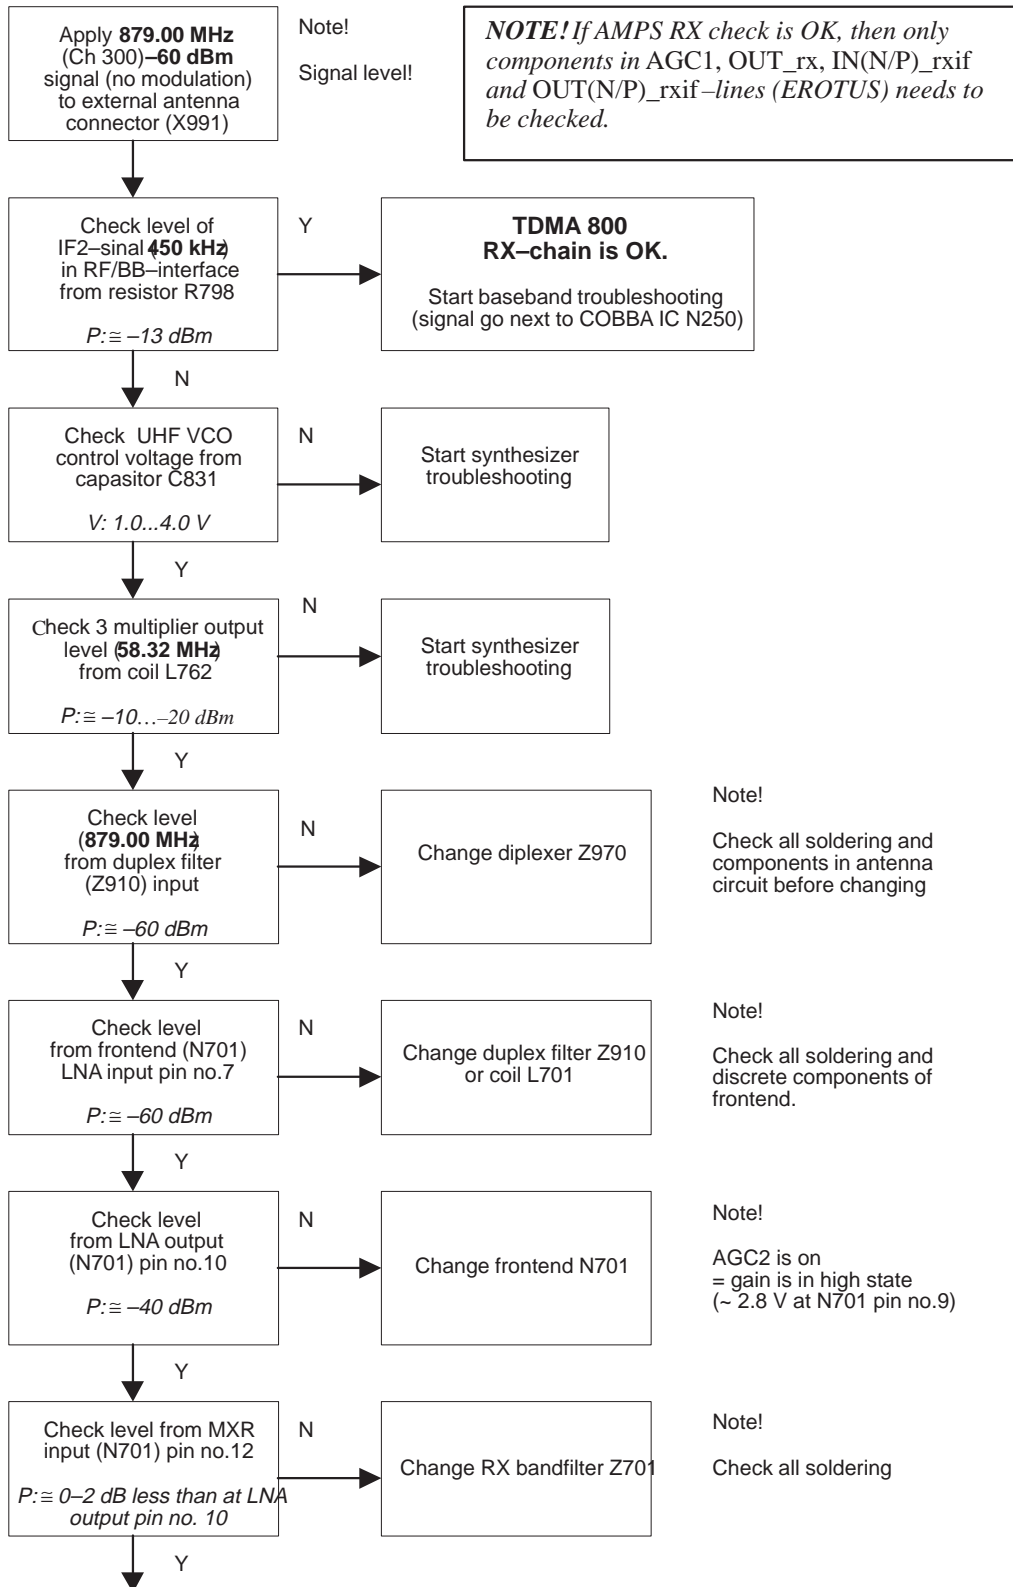 Apply 879.00 MHz
(Ch 300)–60 dBm
signal (no modulation)
to external antenna
connector (X991)
Note!
Signal level!
NOTE! If AMPS RX check is OK, then only
components in AGC1, OUT_rx, IN(N/P)_rxif
and OUT(N/P)_rxif –lines (EROTUS) needs to
be checked.
Check level of
IF2–sinal (450 kHz)
in RF/BB–interface
from resistor R798
P:≅ –13 dBm
Y
TDMA 800
RX–chain is OK.
Start baseband troubleshooting
(signal go next to COBBA IC N250)
N
Check UHF VCO
control voltage from
capasitor C831
V: 1.0...4.0 V
N
Start synthesizer
troubleshooting
Y
Check 3 multiplier output
level (58.32 MHz)
from coil L762
P:≅ –10...–20 dBm
N
Start synthesizer
troubleshooting
Y
Check level
(879.00 MHz)
from duplex filter
(Z910) input
P:≅ –60 dBm
N
Change diplexer Z970
Note!
Check all soldering and
components in antenna
circuit before changing
Y
Check level
from frontend (N701)
LNA input pin no.7
P:≅ –60 dBm
N
Change duplex filter Z910
or coil L701
Note!
Check all soldering and
discrete components of
frontend.
Y
Check level
from LNA output
(N701) pin no.10
P:≅ –40 dBm
N
Change frontend N701
Note!
AGC2 is on
= gain is in high state
(~ 2.8 V at N701 pin no.9)
Y
Check level from MXR
input (N701) pin no.12
P:≅ 0–2 dB less than at LNA
output pin no. 10
N
Change RX bandfilter Z701
Note!
Check all soldering
Y